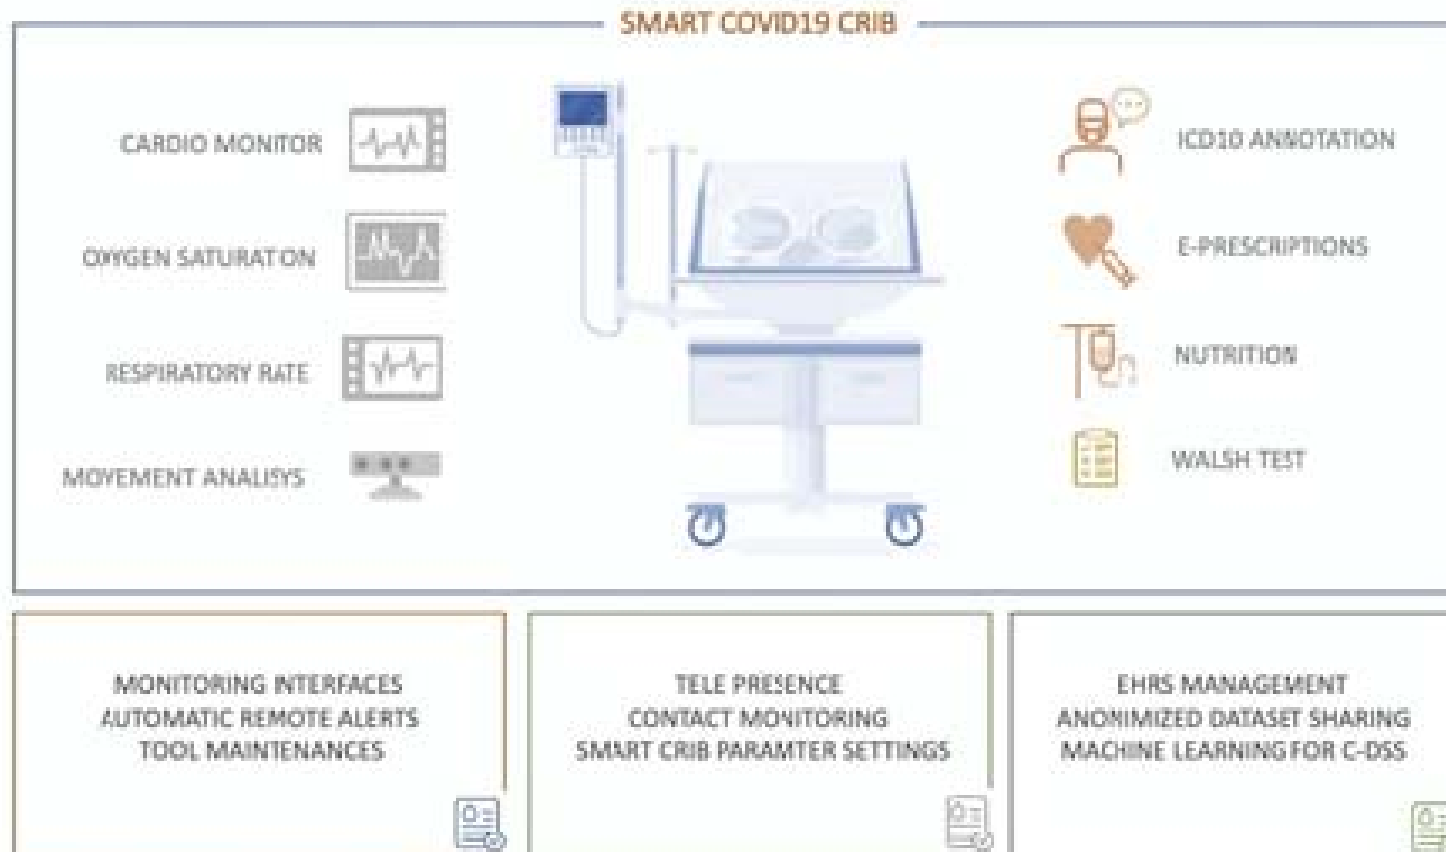 SMART COVID19 CRIB
CARDIO MONITOR
OXYGEN SATURATION
RESPIRATORY RATE
MOVEMENT ANALISYS
ICD10 ANNOTATION
E-PRESCRIPTIONS
NUTRITION
WALSH TEST
MONITORING INTERFACES
AUTOMATIC REMOTE ALERTS
TOOL MAINTENANCES
TELE PRESENCE
CONTACT MONITORING
SMART CRIB PARAMTER SETTINGS
EHRS MANAGEMENT
ANONIMIZED DATASET SHARING
MACHINE LEARNING FOR C-DSS